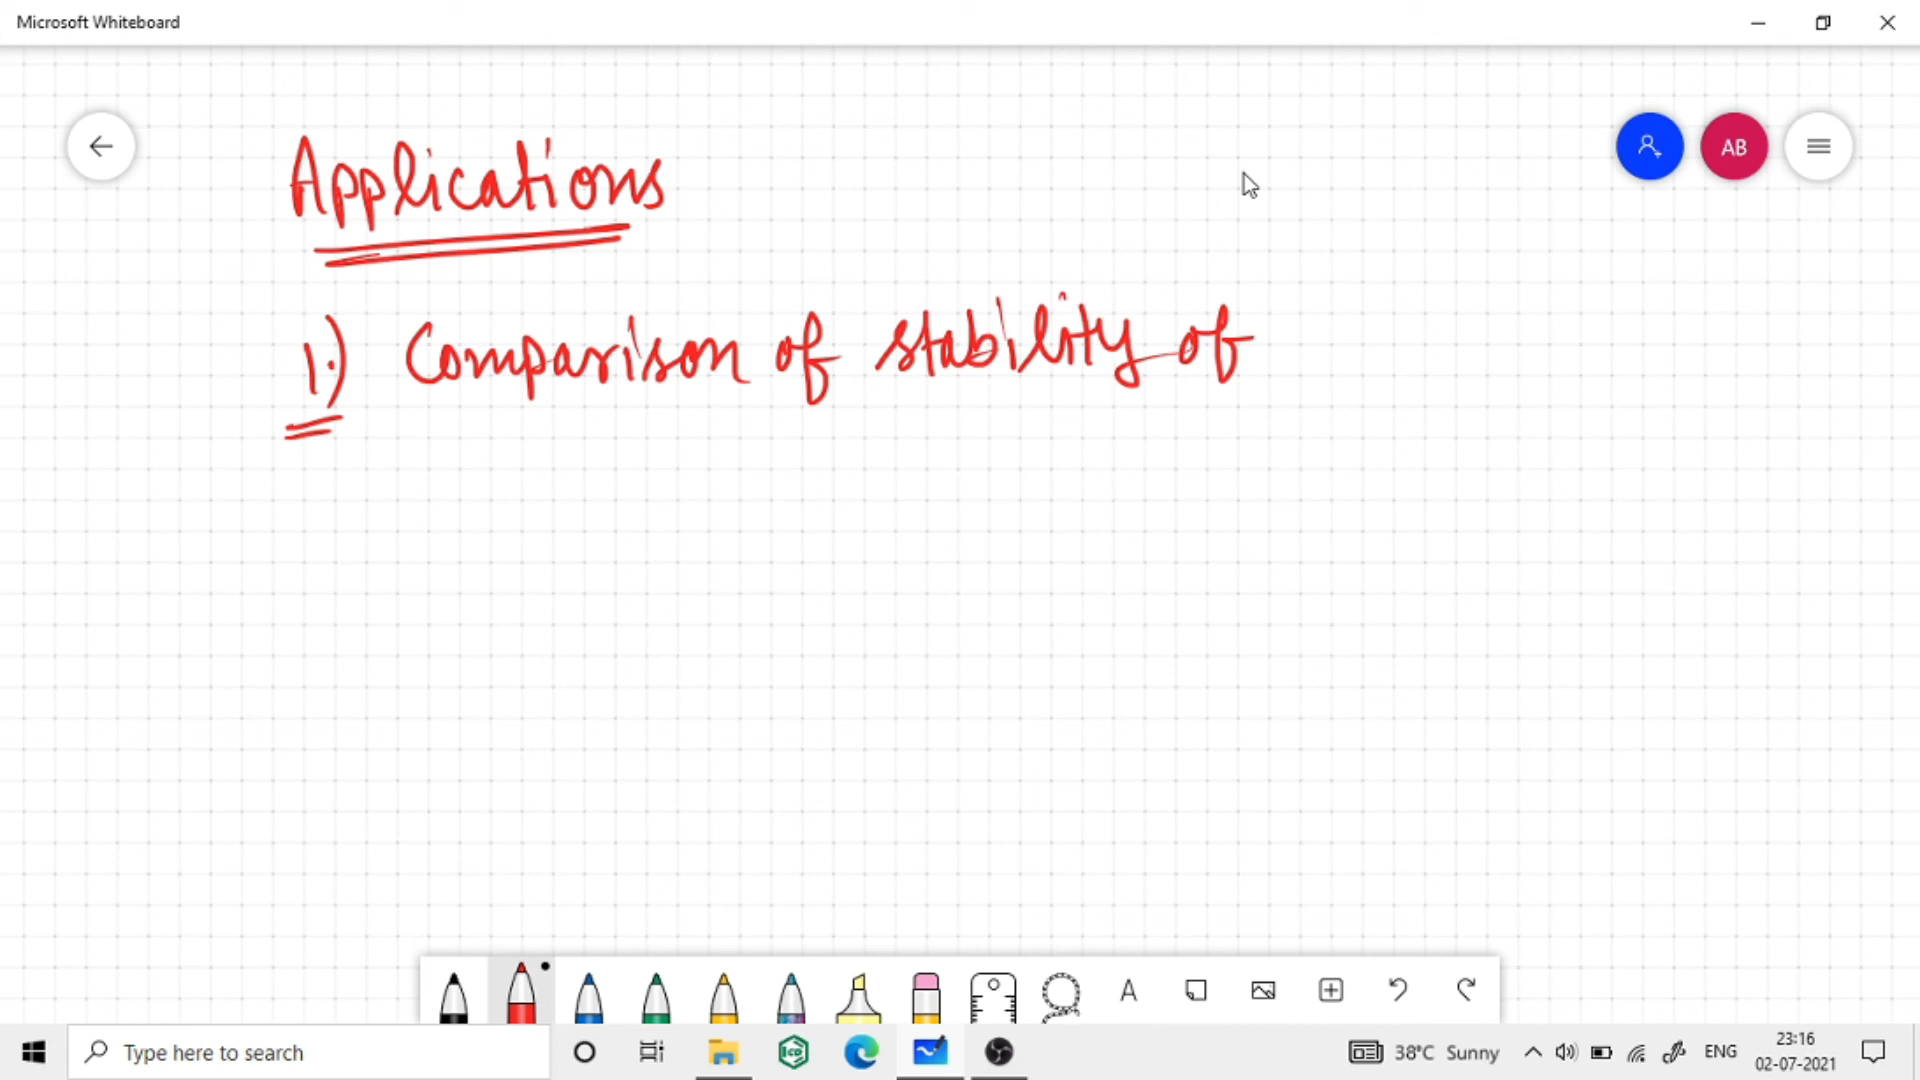 Microsoft Whiteboard
AB
Applications
1.) Comparison of stability of
A
Type here to search
38°C Sunny
ENG
23:16
02-07-2021